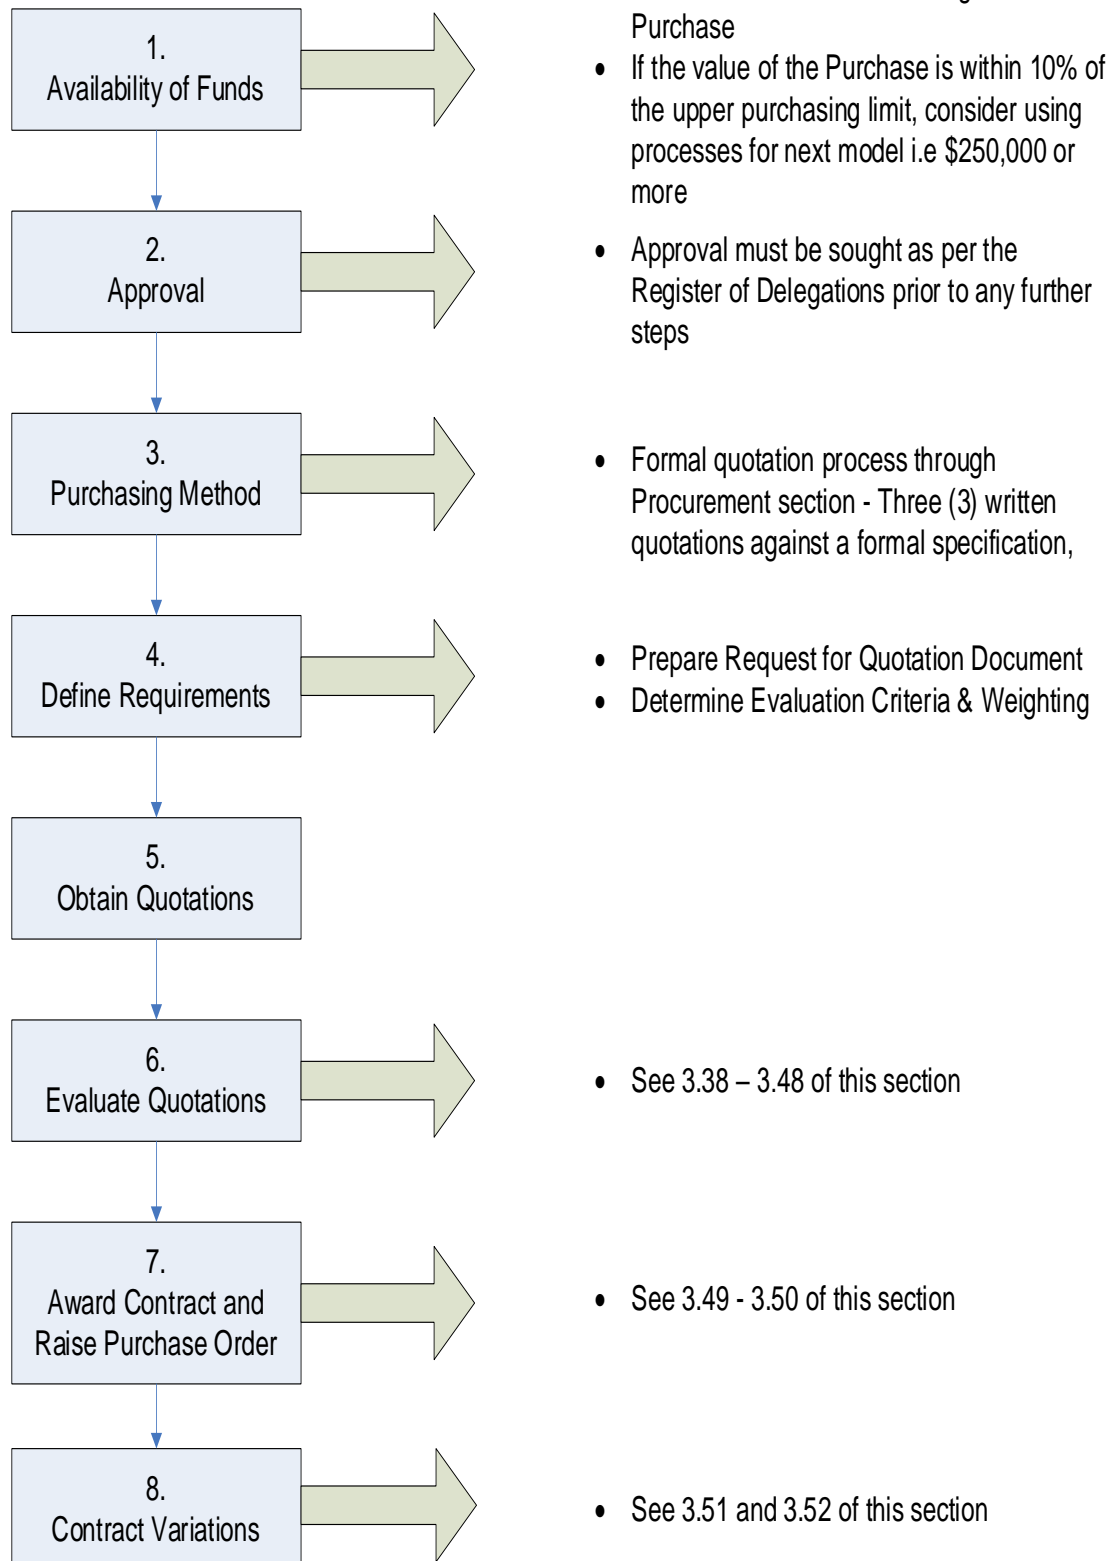 1.
Availability of Funds
Purchase
• If the value of the Purchase is within 10% of
the upper purchasing limit, consider using
processes for next model i.e $250,000 or
more
2.
Approval
• Approval must be sought as per the
Register of Delegations prior to any further
steps
3.
Purchasing Method
• Formal quotation process through
Procurement section - Three (3) written
quotations against a formal specification,
4.
Define Requirements
• Prepare Request for Quotation Document
• Determine Evaluation Criteria & Weighting
5.
Obtain Quotations
6.
Evaluate Quotations
• See 3.38 – 3.48 of this section
7.
Award Contract and
Raise Purchase Order
• See 3.49 - 3.50 of this section
8.
Contract Variations
• See 3.51 and 3.52 of this section